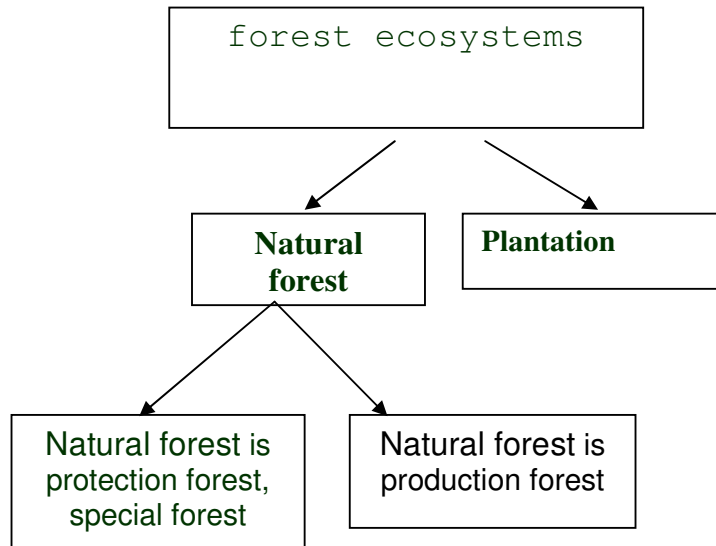 forest ecosystems
Natural
forest
Plantation
Natural forest is
protection forest,
special forest
Natural forest is
production forest